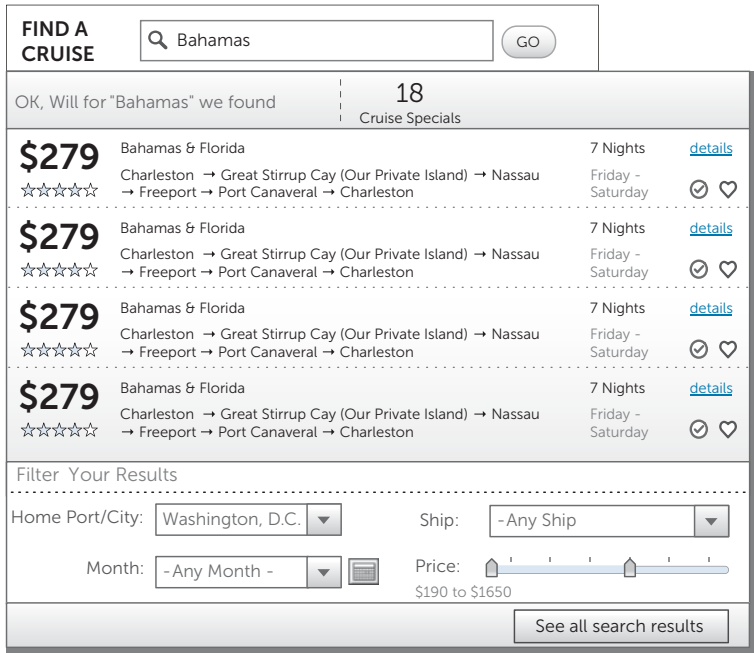 FIND A
CRUISE
Bahamas
GO
OK, Will for "Bahamas" we found
18
Cruise Specials
$279
Bahamas & Florida
7 Nights
details
Charleston → Great Stirrup Cay (Our Private Island) → Nassau
→ Freeport → Port Canaveral → Charleston
Friday -
Saturday
$279
Bahamas & Florida
7 Nights
details
Charleston → Great Stirrup Cay (Our Private Island) → Nassau
→ Freeport → Port Canaveral → Charleston
Friday -
Saturday
$279
Bahamas & Florida
7 Nights
details
Charleston → Great Stirrup Cay (Our Private Island) → Nassau
→ Freeport → Port Canaveral → Charleston
Friday -
Saturday
$279
Bahamas & Florida
7 Nights
details
Charleston → Great Stirrup Cay (Our Private Island) → Nassau
→ Freeport → Port Canaveral → Charleston
Friday -
Saturday
Filter Your Results
Home Port/City: Washington, D.C.
Ship: -Any Ship
Month: -Any Month -
Price:
$190 to $1650
See all search results